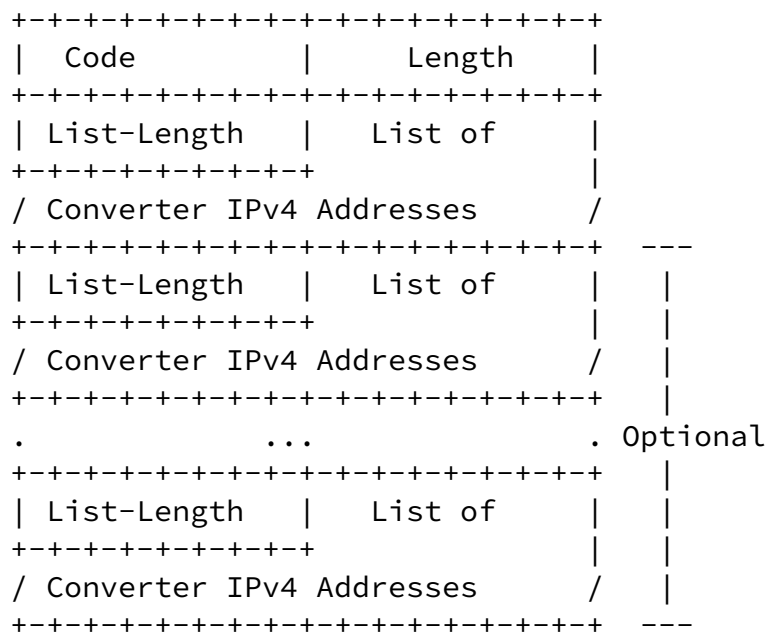 +-+-+-+-+-+-+-+-+-+-+-+-+-+-+-+-+
|  Code         |     Length    |
+-+-+-+-+-+-+-+-+-+-+-+-+-+-+-+-+
| List-Length   |   List of     |
+-+-+-+-+-+-+-+-+               |
/ Converter IPv4 Addresses      /
+-+-+-+-+-+-+-+-+-+-+-+-+-+-+-+-+  ---
| List-Length   |   List of     |   |
+-+-+-+-+-+-+-+-+               |   |
/ Converter IPv4 Addresses      /   |
+-+-+-+-+-+-+-+-+-+-+-+-+-+-+-+-+   |
.             ...               . Optional
+-+-+-+-+-+-+-+-+-+-+-+-+-+-+-+-+   |
| List-Length   |   List of     |   |
+-+-+-+-+-+-+-+-+               |   |
/ Converter IPv4 Addresses      /   |
+-+-+-+-+-+-+-+-+-+-+-+-+-+-+-+-+  ---